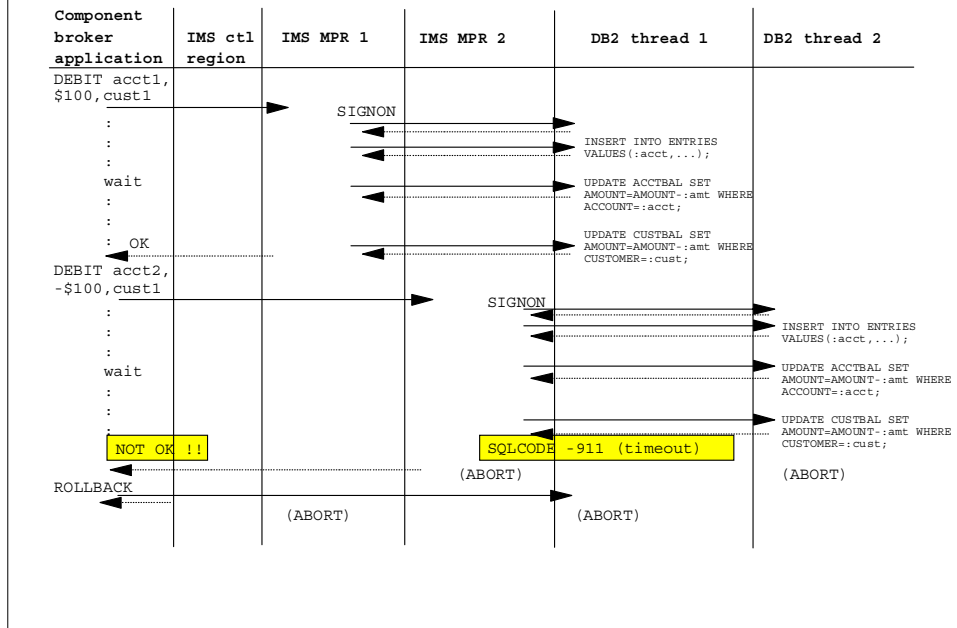 Component
broker
application
IMS ctl
region
IMS MPR 1
IMS MPR 2
DB2 thread 1
DB2 thread 2
DEBIT acct1,
$100,cust1
:
:
:
wait
:
:
: OK
SIGNON
INSERT INTO ENTRIES
VALUES(:acct,...);
UPDATE ACCTBAL SET
AMOUNT=AMOUNT-:amt WHERE
ACCOUNT=:acct;
UPDATE CUSTBAL SET
AMOUNT=AMOUNT-:amt WHERE
CUSTOMER=:cust;
DEBIT acct2,
-$100,cust1
:
:
:
wait
:
:
:
SIGNON
INSERT INTO ENTRIES
VALUES(:acct,...);
UPDATE ACCTBAL SET
AMOUNT=AMOUNT-:amt WHERE
ACCOUNT=:acct;
UPDATE CUSTBAL SET
AMOUNT=AMOUNT-:amt WHERE
CUSTOMER=:cust;
NOT OK !!
SQLCODE -911 (timeout)
(ABORT)
(ABORT)
ROLLBACK
(ABORT)
(ABORT)